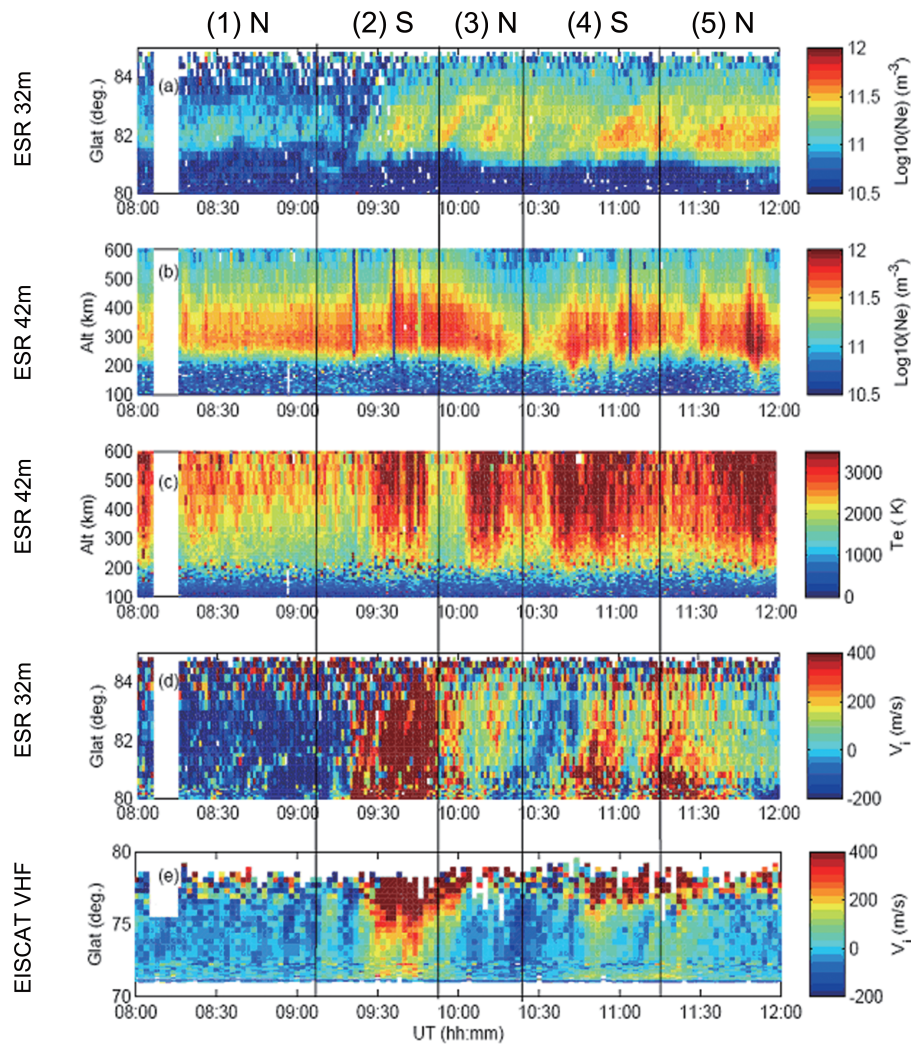 (1) N (2) S (3) N (4) S (5) N
ESR 32m
Glat (deg.)
84
82
80
(a)
08:00 08:30 09:00 09:30 10:00 10:30 11:00 11:30 12:00
12
11.5
11
10.5
Log10(Ne) (m-3)
ESR 42m
Alt (km)
600
500
400
300
200
100
(b)
08:00 08:30 09:00 09:30 10:00 10:30 11:00 11:30 12:00
12
11.5
11
10.5
Log10(Ne) (m-3)
ESR 42m
Alt (km)
600
500
400
300
200
100
(c)
08:00 08:30 09:00 09:30 10:00 10:30 11:00 11:30 12:00
3000
2000
1000
0
Te ( K)
ESR 32m
Glat (deg.)
84
82
80
(d)
08:00 08:30 09:00 09:30 10:00 10:30 11:00 11:30 12:00
400
200
0
-200
Vi (m/s)
EISCAT VHF
Glat (deg.)
80
75
70
(e)
08:00 08:30 09:00 09:30 10:00 10:30 11:00 11:30 12:00
UT (hh:mm)
400
200
0
-200
Vi (m/s)